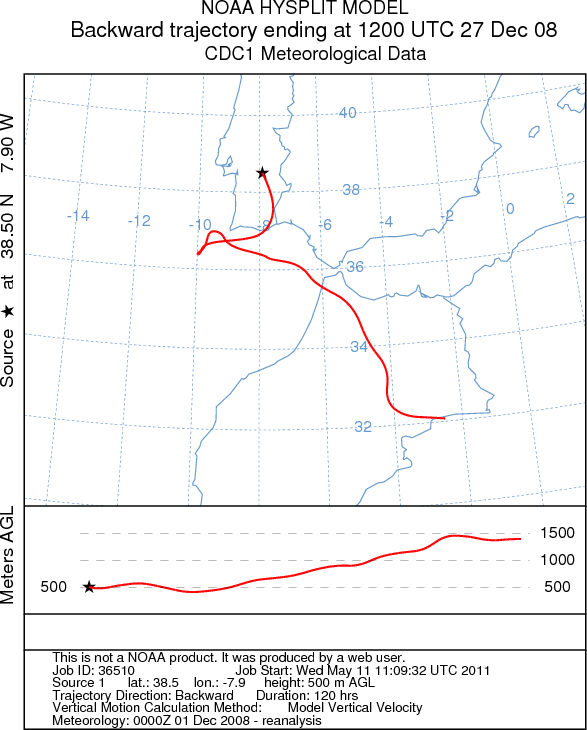 NOAA HYSPLIT MODEL
Backward trajectory ending at 1200 UTC 27 Dec 08
CDC1 Meteorological Data
Source ★ at 38.50 N 7.90 W
40
38
-14 -12 -10 -8 -6 -4 -2 0 2
36
34
32
Meters AGL
1500
1000
500 500
This is not a NOAA product. It was produced by a web user.
Job ID: 36510 Job Start: Wed May 11 11:09:32 UTC 2011
Source 1 lat.: 38.5 lon.: -7.9 height: 500 m AGL
Trajectory Direction: Backward Duration: 120 hrs
Vertical Motion Calculation Method: Model Vertical Velocity
Meteorology: 0000Z 01 Dec 2008 - reanalysis